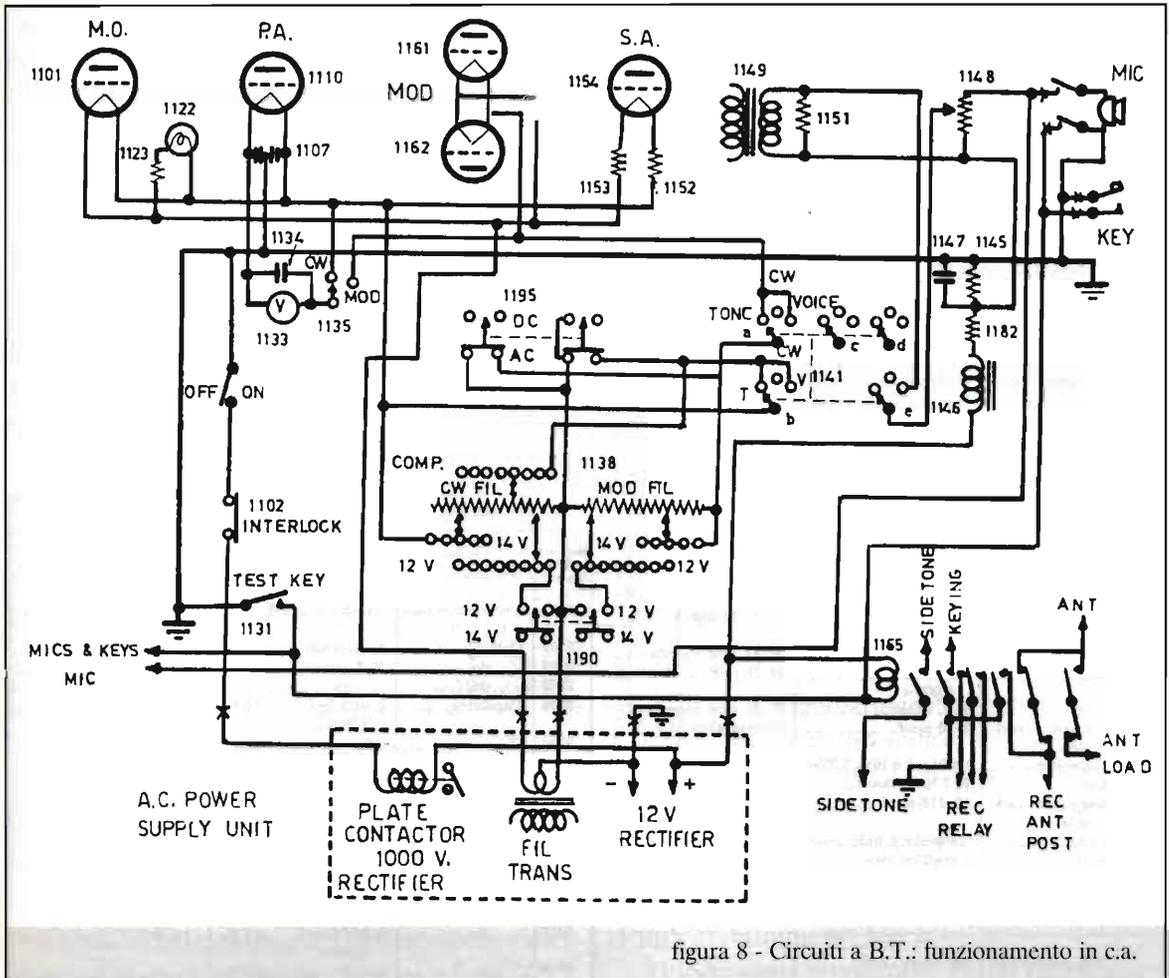 M.O.
P.A.
1161
S.A.
1101
1110
MOD
1154
1149
1148
MIC
1122
1123
1107
1162
1151
1153
1152
KEY
1134
CW
MOD
1133
1135
1147
1145
CW
TONE
VOICE
1195
DC
AC
a
c
d
CW
1182
OFF
ON
T
V
1141
b
e
1146
COMP.
1138
CW FIL
MOD FIL
1102
INTERLOCK
14 V
14 V
12 V
12 V
TEST KEY
1131
12 V
12 V
14 V
14 V
1190
MICS & KEYS
MIC
1165
SIDETONE
KEYING
ANT
A.C. POWER
SUPPLY UNIT
PLATE
CONTACTOR
1000 V.
RECTIFIER
FIL
TRANS
-
+
12 V
RECTIFIER
SIDETONE
REC
RELAY
REC
ANT
POST
ANT
LOAD
V
figura 8 - Circuiti a B.T.: funzionamento in c.a.